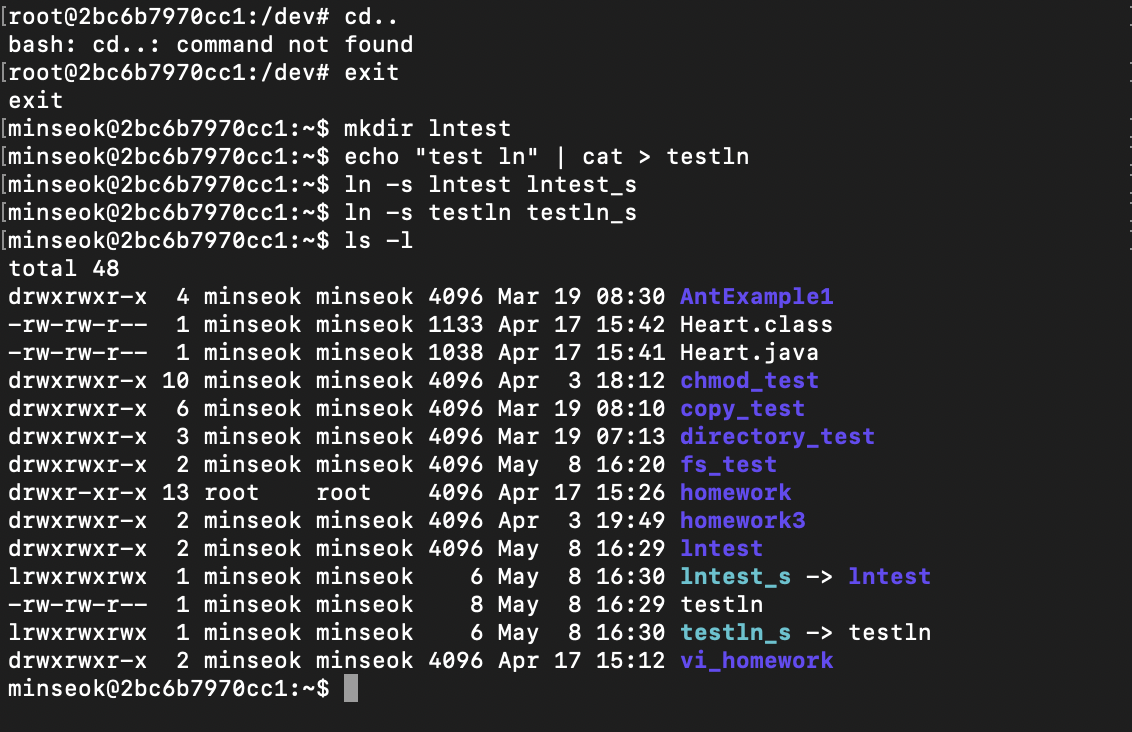 [root@2bc6b7970cc1:/dev# cd..
bash: cd..: command not found
[root@2bc6b7970cc1:/dev# exit
exit
[minseok@2bc6b7970cc1:~$ mkdir lntest
[minseok@2bc6b7970cc1:~$ echo "test ln" | cat > testln
[minseok@2bc6b7970cc1:~$ ln -s lntest lntest_s
[minseok@2bc6b7970cc1:~$ ln -s testln testln_s
[minseok@2bc6b7970cc1:~$ ls -l
total 48
drwxrwxr-x  4 minseok minseok 4096 Mar 19 08:30 AntExample1
-rw-rw-r--  1 minseok minseok 1133 Apr 17 15:42 Heart.class
-rw-rw-r--  1 minseok minseok 1038 Apr 17 15:41 Heart.java
drwxrwxr-x 10 minseok minseok 4096 Apr  3 18:12 chmod_test
drwxrwxr-x  6 minseok minseok 4096 Mar 19 08:10 copy_test
drwxrwxr-x  3 minseok minseok 4096 Mar 19 07:13 directory_test
drwxrwxr-x  2 minseok minseok 4096 May  8 16:20 fs_test
drwxr-xr-x 13 root    root    4096 Apr 17 15:26 homework
drwxrwxr-x  2 minseok minseok 4096 Apr  3 19:49 homework3
drwxrwxr-x  2 minseok minseok 4096 May  8 16:29 lntest
lrwxrwxrwx  1 minseok minseok    6 May  8 16:30 lntest_s -> lntest
-rw-rw-r--  1 minseok minseok    8 May  8 16:29 testln
lrwxrwxrwx  1 minseok minseok    6 May  8 16:30 testln_s -> testln
drwxrwxr-x  2 minseok minseok 4096 Apr 17 15:12 vi_homework
minseok@2bc6b7970cc1:~$